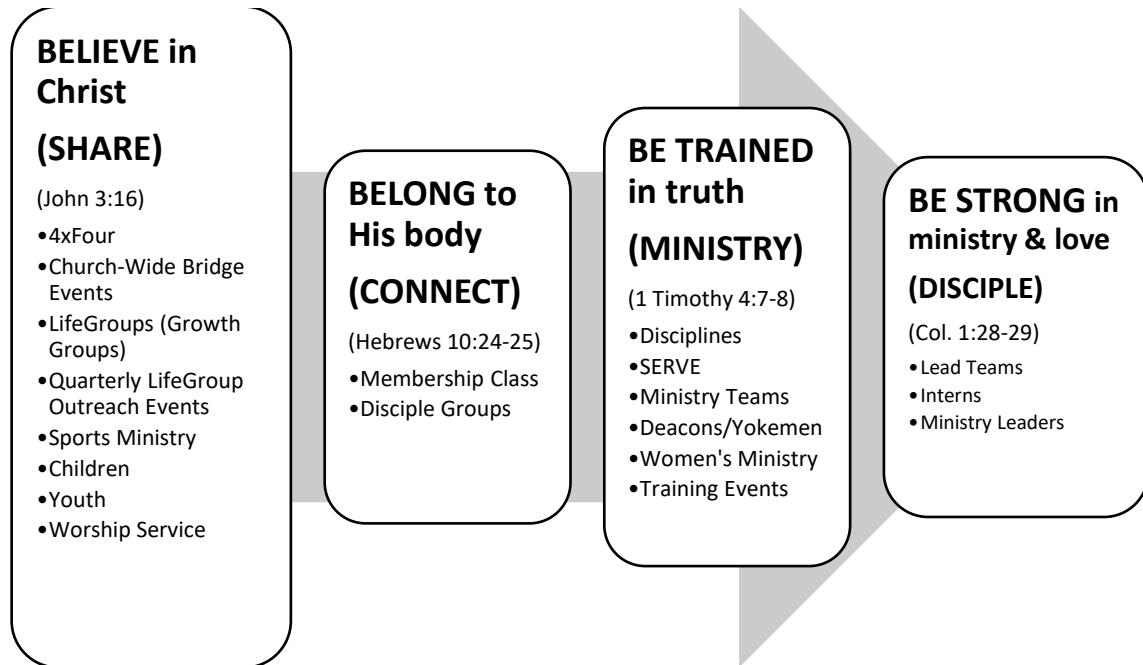 BELIEVE in
Christ
(SHARE)
(John 3:16)
•4xFour
•Church-Wide Bridge
Events
•LifeGroups (Growth
Groups)
•Quarterly LifeGroup
Outreach Events
•Sports Ministry
•Children
•Youth
•Worship Service
BELONG to
His body
(CONNECT)
(Hebrews 10:24-25)
•Membership Class
•Disciple Groups
BE TRAINED
in truth
(MINISTRY)
(1 Timothy 4:7-8)
•Disciplines
•SERVE
•Ministry Teams
•Deacons/Yokemen
•Women's Ministry
•Training Events
BE STRONG in
ministry & love
(DISCIPLE)
(Col. 1:28-29)
•Lead Teams
•Interns
•Ministry Leaders